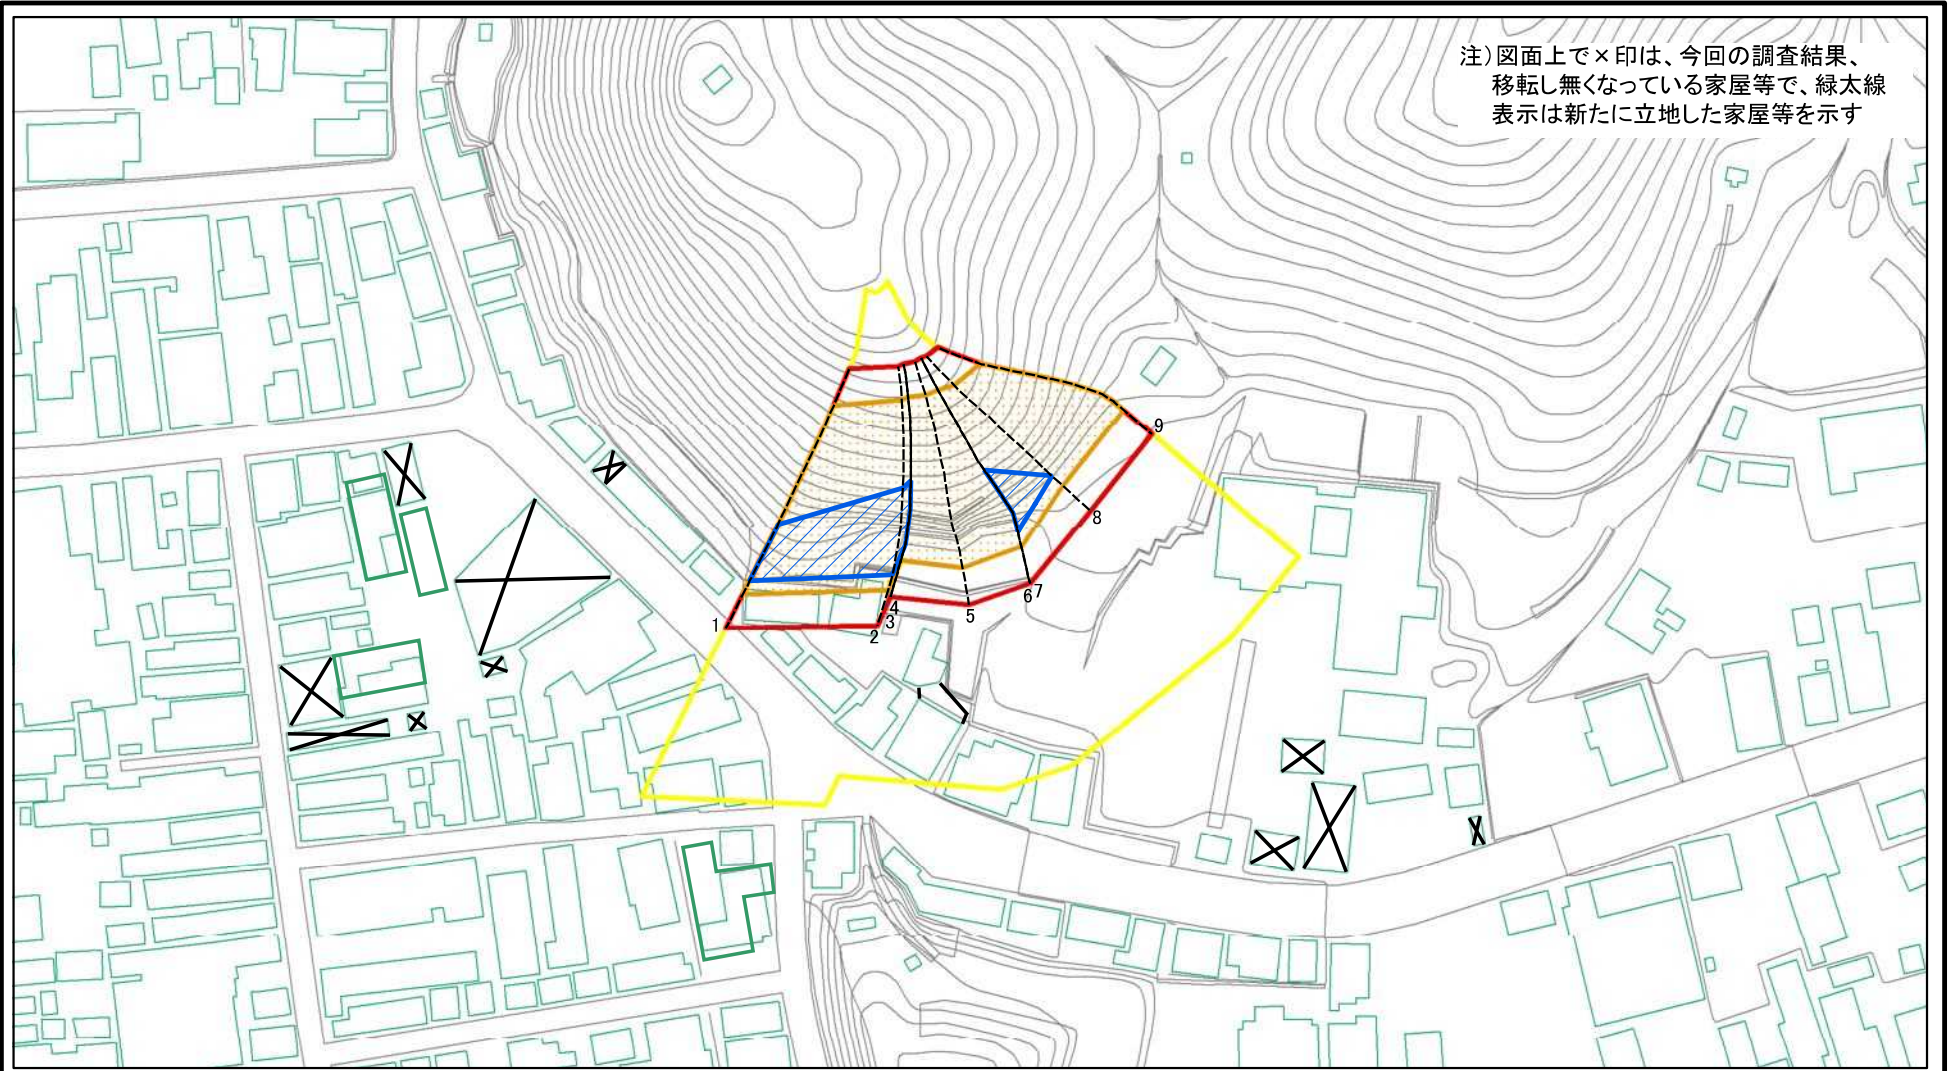 注)図面上で×印は、今回の調査結果、
移転し無くなっている家屋等で、緑太線
表示は新たに立地した家屋等を示す
9
8
1
2
3
4
5
67